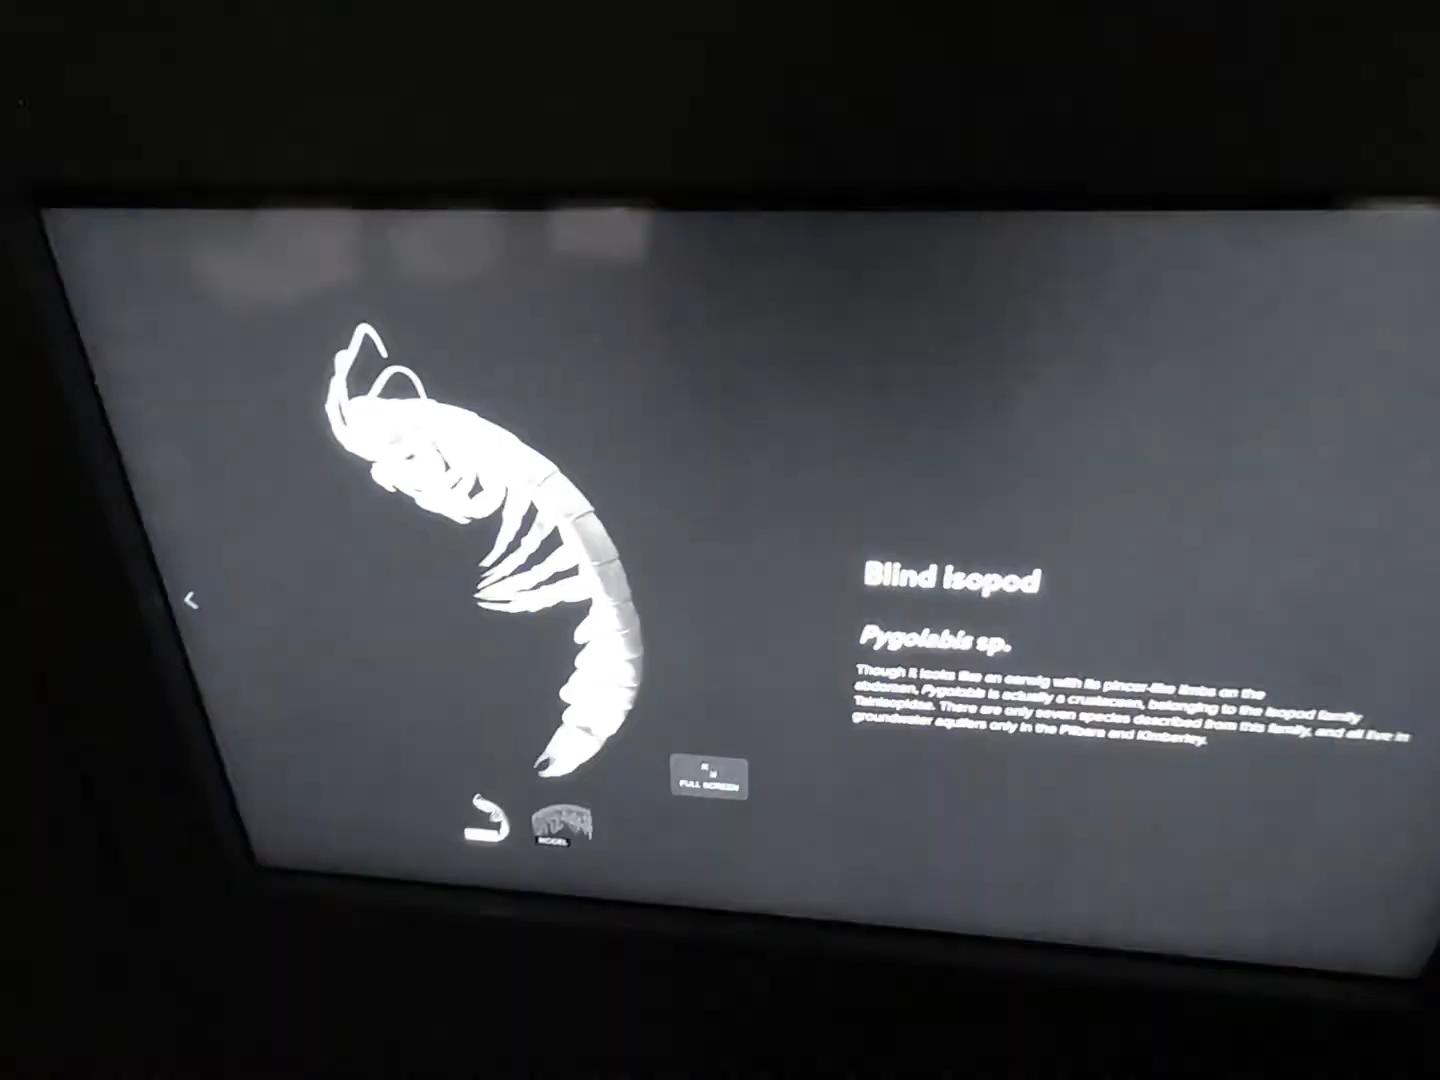 Blind isopod
Pygolabis sp.
Though it looks like an earwig with its pincer-like limbs on the
abdomen, Pygolabis is actually a crustacean, belonging to the isopod family
Tainisopidae. There are only seven species described from this family, and all live in
groundwater aquifers only in the Pilbara and Kimberley.
FULL SCREEN
MODEL